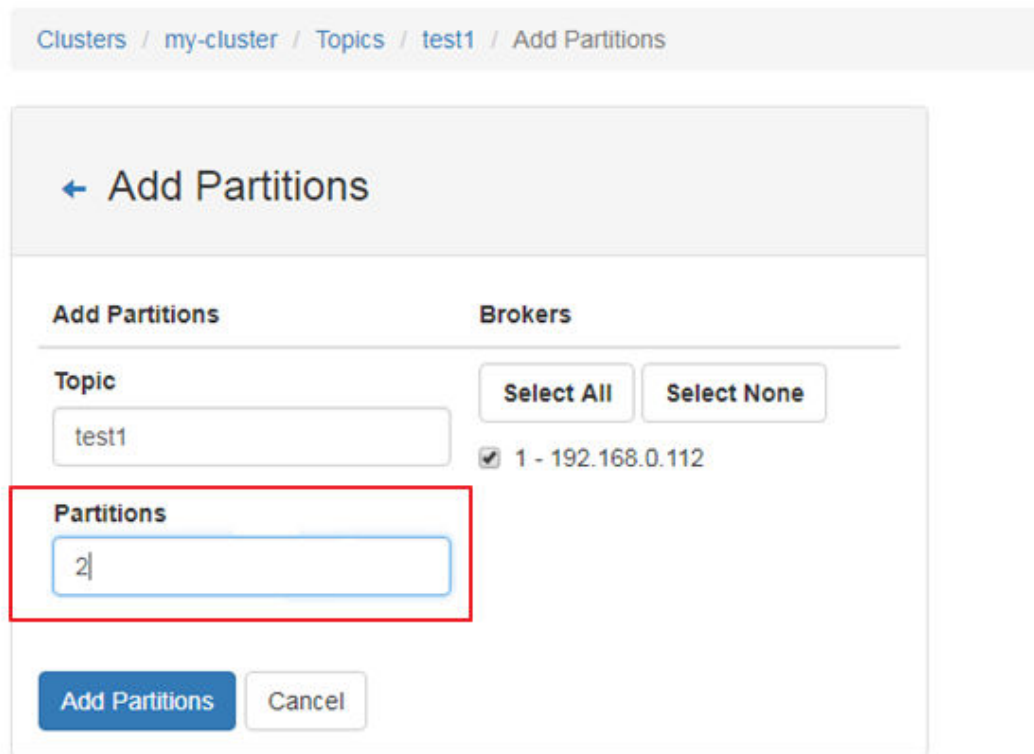 Clusters / my-cluster / Topics / test1 / Add Partitions
← Add Partitions
Add Partitions
Brokers
Topic
test1
Select All
Select None
1 - 192.168.0.112
Partitions
2
Add Partitions
Cancel